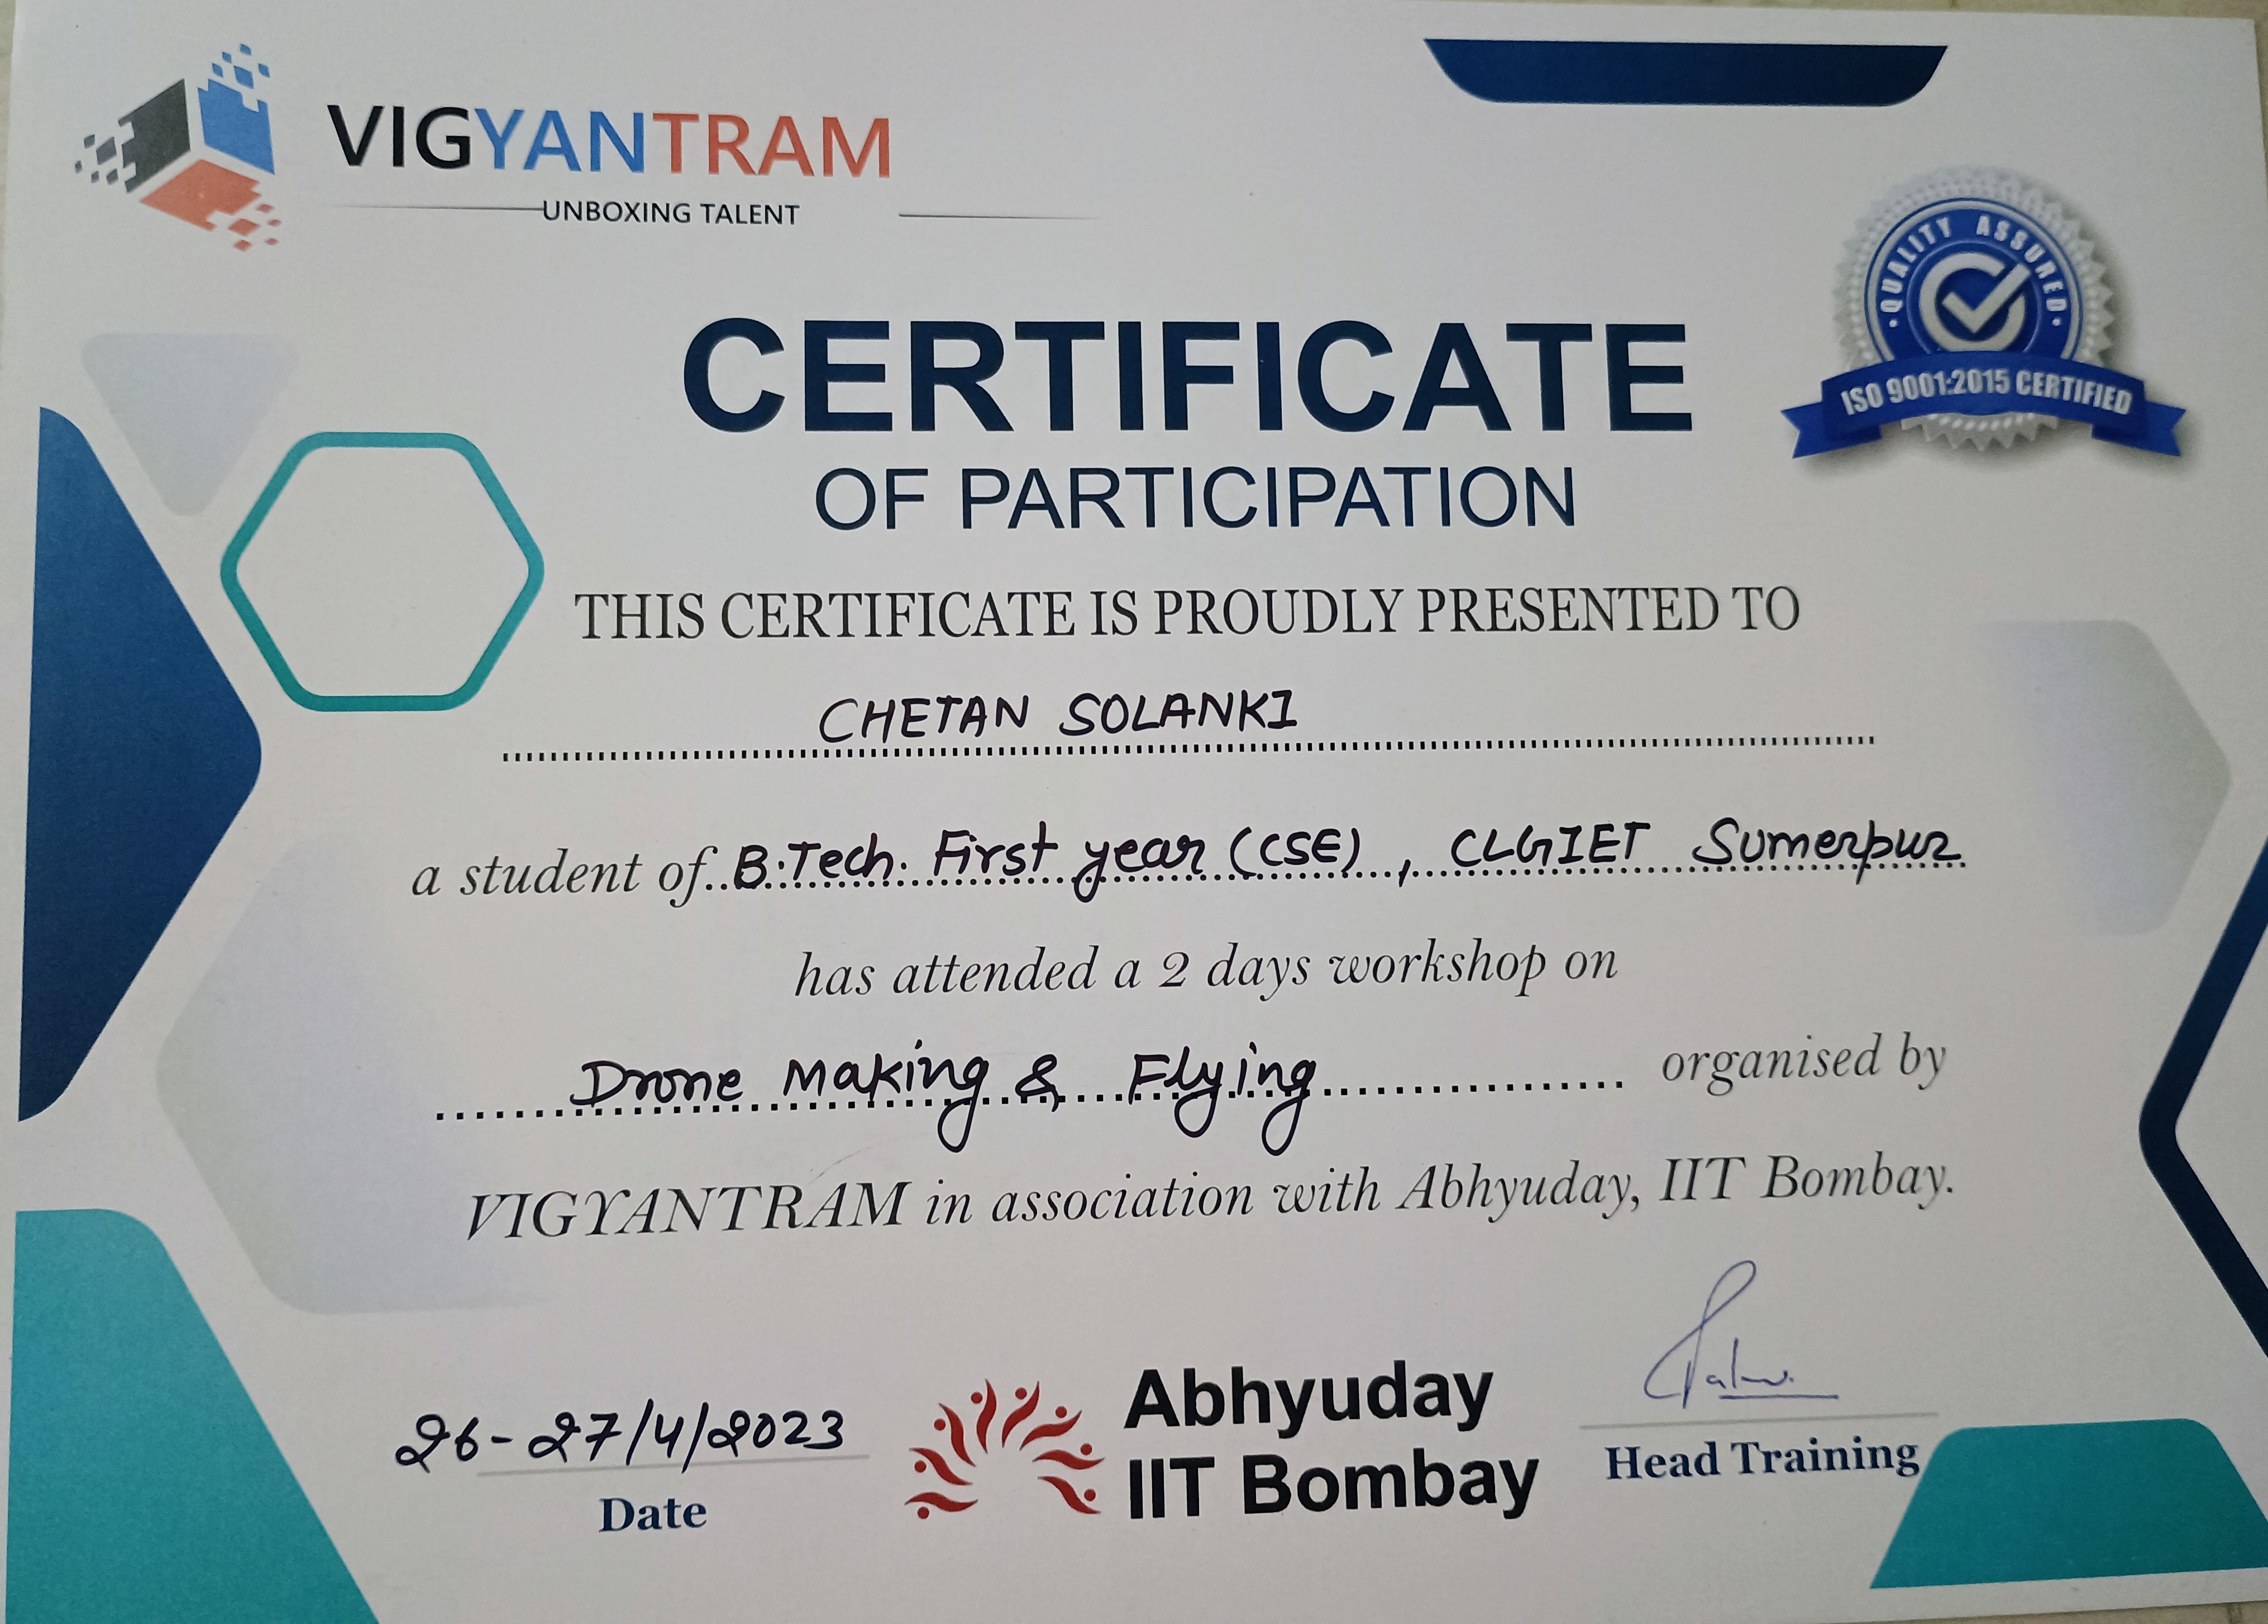 VIGYANTRAM
UNBOXING TALENT
QUALITY ASSURED
ISO 9001:2015 CERTIFIED
CERTIFICATE
OF PARTICIPATION
THIS CERTIFICATE IS PROUDLY PRESENTED TO
CHETAN SOLANKI
a student of B.Tech. First year (CSE), CLGIET Sumerpur
has attended a 2 days workshop on
Drone Making & Flying organised by
VIGYANTRAM in association with Abhyuday, IIT Bombay.
26-27/4/2023
Date
Abhyuday
IIT Bombay
Head Training